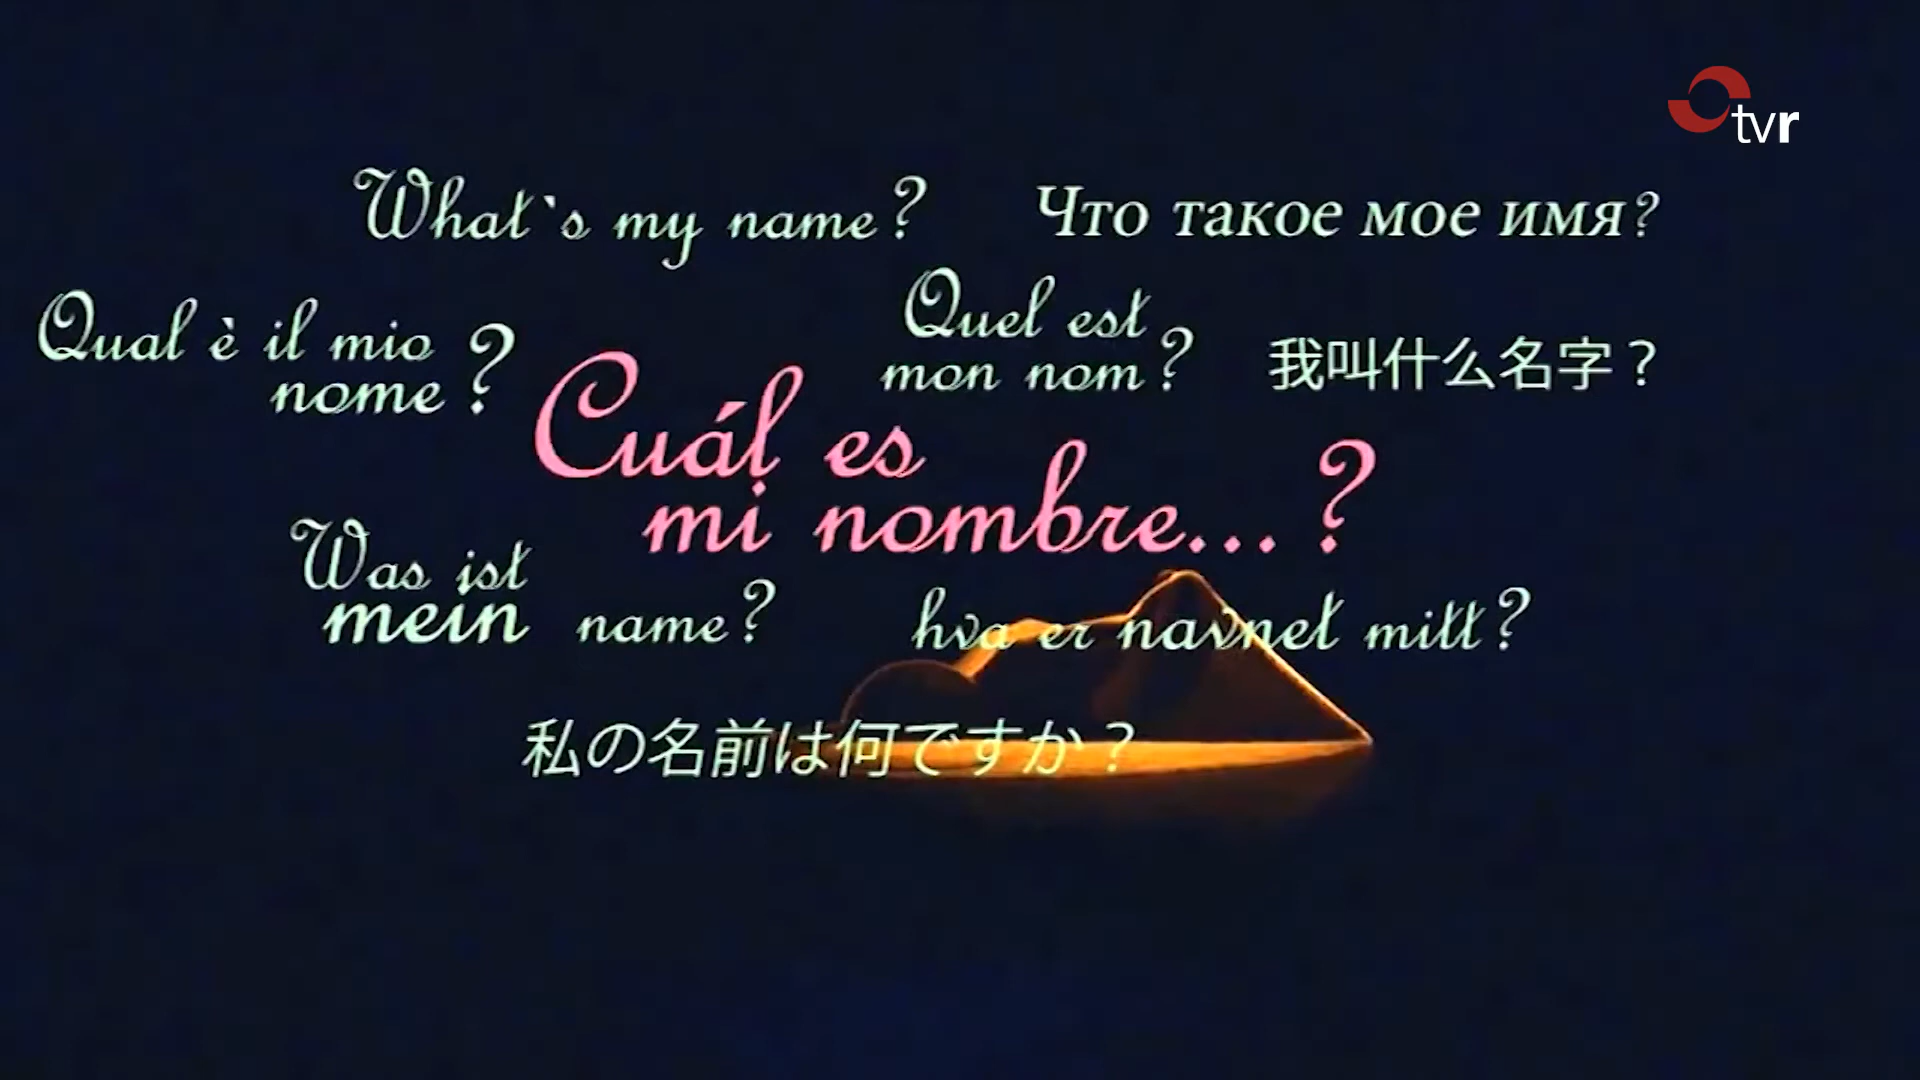 tvr
What`s my name?
Что такое мое имя?
Qual è il mio
nome?
Quel est
mon nom?
我叫什么名字？
Cuál es
mi nombre...?
Was ist
mein name?
hva er navnet mitt?
私の名前は何ですか？